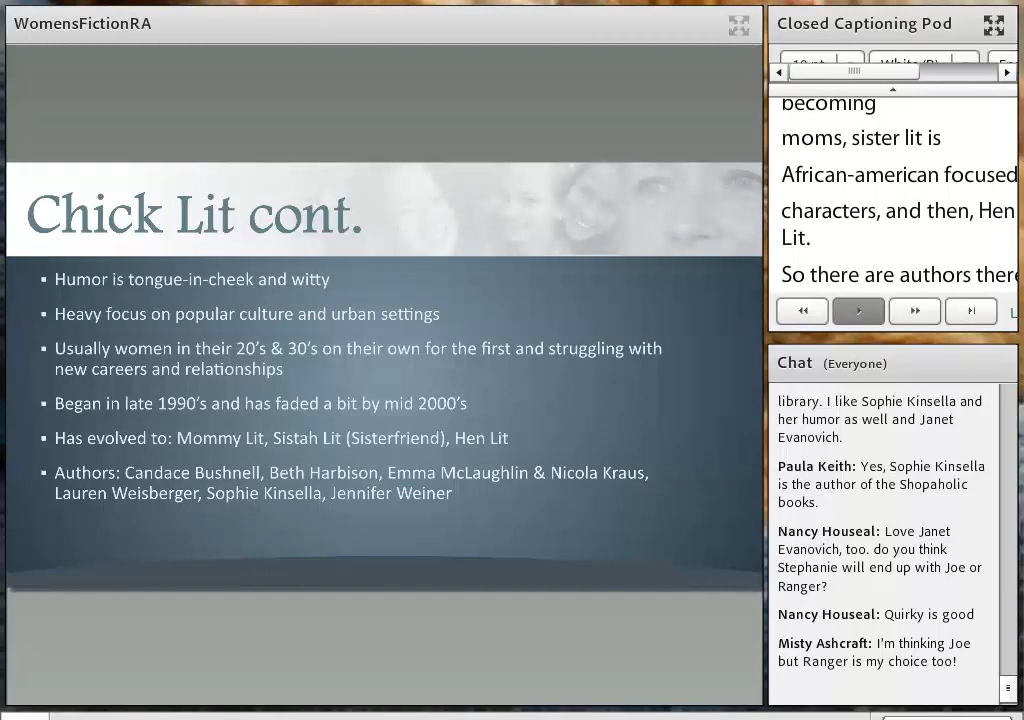 WomensFictionRA
Chick Lit cont.
▪ Humor is tongue-in-cheek and witty
▪ Heavy focus on popular culture and urban settings
▪ Usually women in their 20's & 30's on their own for the first and struggling with
new careers and relationships
▪ Began in late 1990's and has faded a bit by mid 2000's
▪ Has evolved to: Mommy Lit, Sistah Lit (Sisterfriend), Hen Lit
▪ Authors: Candace Bushnell, Beth Harbison, Emma McLaughlin & Nicola Kraus,
Lauren Weisberger, Sophie Kinsella, Jennifer Weiner
Closed Captioning Pod
becoming
moms, sister lit is
African-american focused
characters, and then, Hen
Lit.
So there are authors there
Chat (Everyone)
library. I like Sophie Kinsella and
her humor as well and Janet
Evanovich.
Paula Keith: Yes, Sophie Kinsella
is the author of the Shopaholic
books.
Nancy Houseal: Love Janet
Evanovich, too. do you think
Stephanie will end up with Joe or
Ranger?
Nancy Houseal: Quirky is good
Misty Ashcraft: I'm thinking Joe
but Ranger is my choice too!